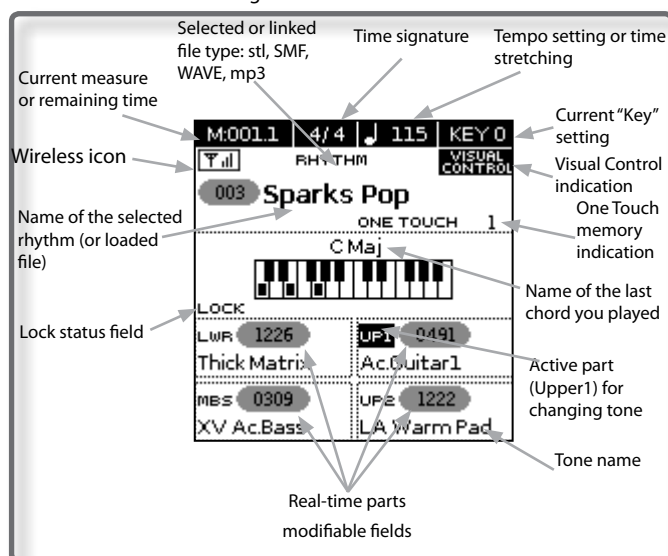 Selected or linked
file type: stl, SMF,
WAVE, mp3
Time signature
Tempo setting or time
stretching
Current measure
or remaining time
Current “Key”
setting
M:001.1 4/4 ♩ 115 KEY 0
Wireless icon
RHYTHM
VISUAL
CONTROL
Visual Control
indication
003 Sparks Pop
Name of the selected
rhythm (or loaded
file)
ONE TOUCH 1
One Touch
memory
indication
C Maj
Name of the last
chord you played
LOCK
Lock status field
LWR 1226
Thick Matrix
UP1 0491
Ac.Guitar1
Active part
(Upper1) for
changing tone
MBS 0309
XV Ac.Bass
UP2 1222
LA Warm Pad
Tone name
Real-time parts
modifiable fields